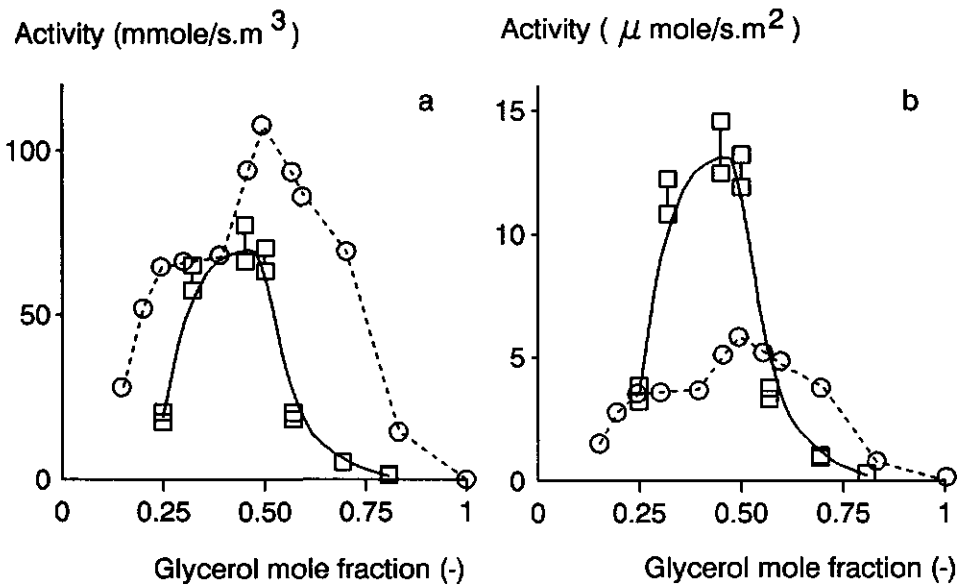 Activity (mmole/s.m³)
a
100
50
0
0 0.25 0.50 0.75 1
Glycerol mole fraction (-)
Activity ( μ mole/s.m²)
b
15
10
5
0
0 0.25 0.50 0.75 1
Glycerol mole fraction (-)